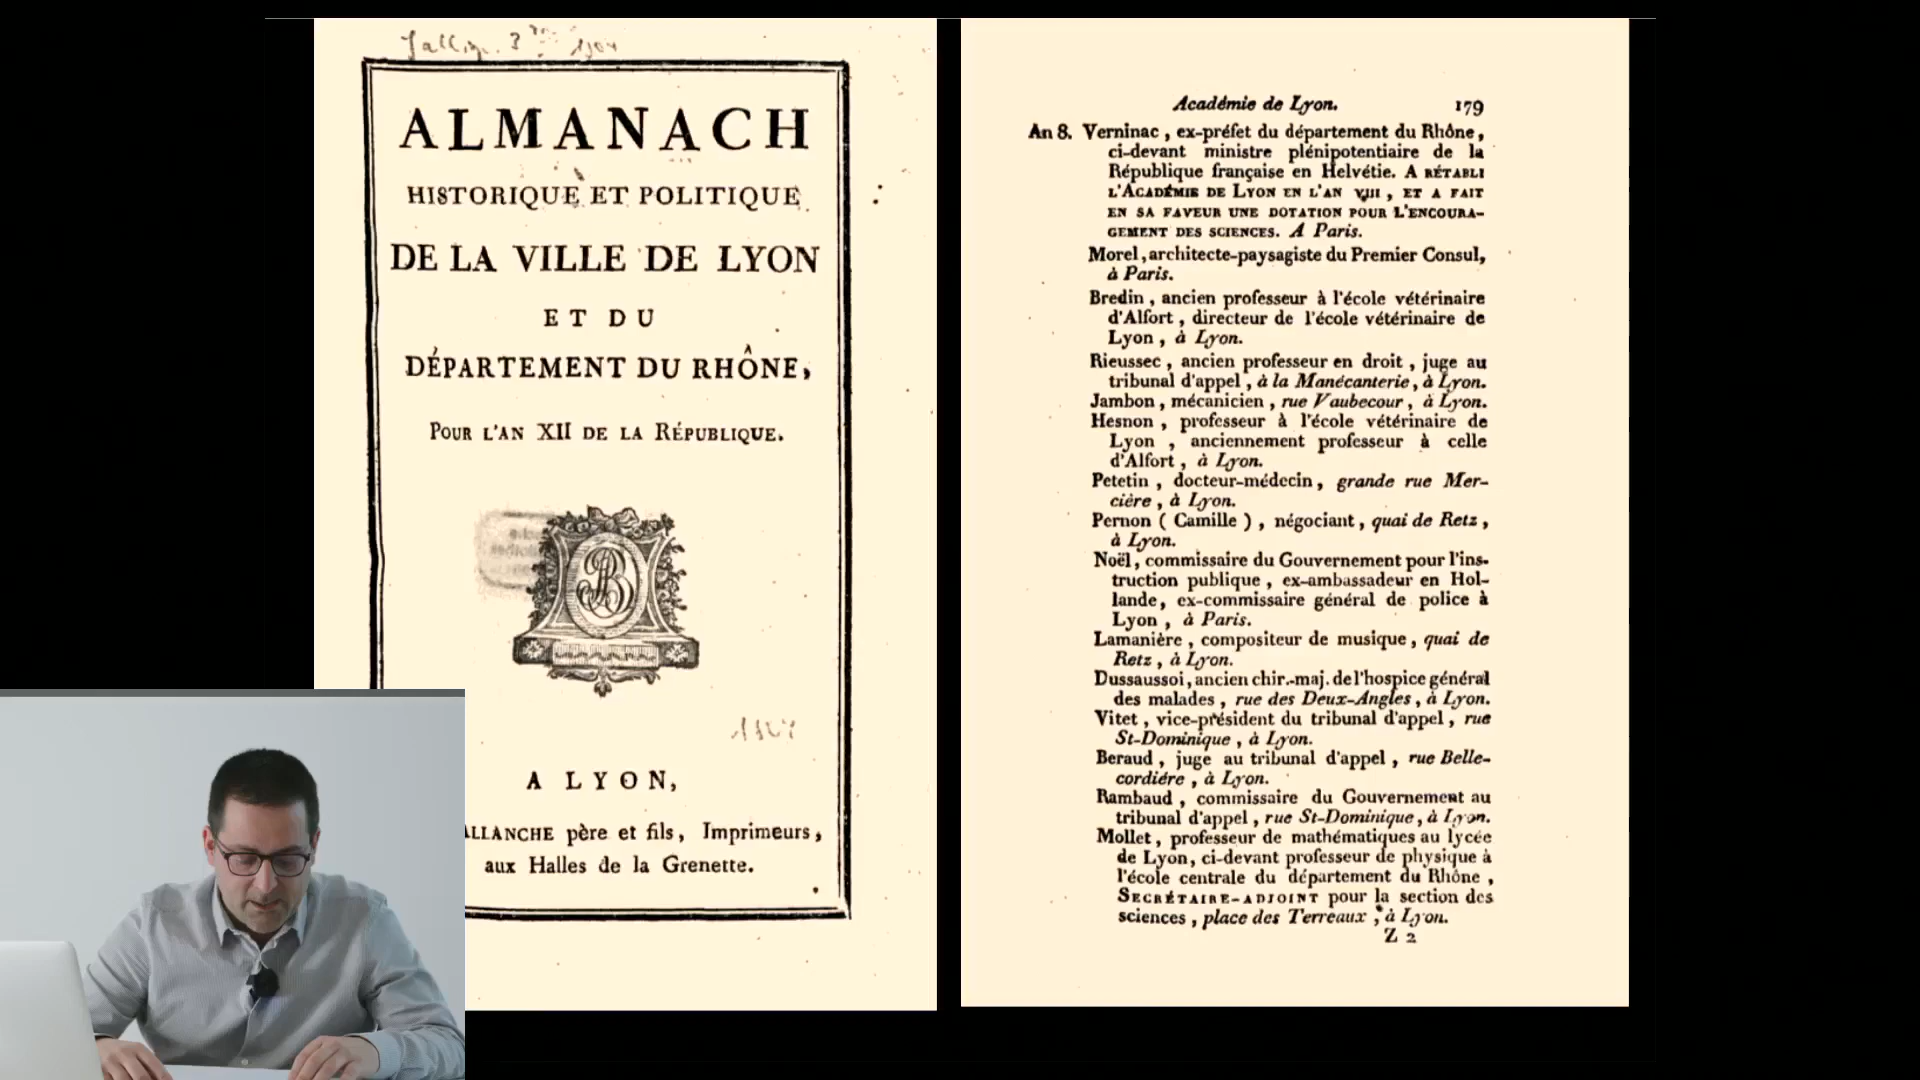 ALMANACH
HISTORIQUE ET POLITIQUE
DE LA VILLE DE LYON
ET DU
DÉPARTEMENT DU RHÔNE,
POUR L'AN XII DE LA RÉPUBLIQUE.
A LYON,
père et fils, Imprimeurs,
aux Halles de la Grenette.
Académie de Lyon. 179
An 8. Verninac, ex-préfet du département du Rhône,
ci-devant ministre plénipotentiaire de la
République française en Helvétie. A RÉTABLI
L'ACADÉMIE DE LYON EN L'AN VIII, ET A FAIT
EN SA FAVEUR UNE DOTATION POUR L'ENCOURA-
GEMENT DES SCIENCES. A Paris.
Morel, architecte-paysagiste du Premier Consul,
à Paris.
Bredin, ancien professeur à l'école vétérinaire
d'Alfort, directeur de l'école vétérinaire de
Lyon, à Lyon.
Rieussec, ancien professeur en droit, juge au
tribunal d'appel, à la Manécanterie, à Lyon.
Jambon, mécanicien, rue Vaubecour, à Lyon.
Hesnon, professeur à l'école vétérinaire de
Lyon, anciennement professeur à celle
d'Alfort, à Lyon.
Petetin, docteur-médecin, grande rue Mer-
cière, à Lyon.
Pernon (Camille), négociant, quai de Retz,
à Lyon.
Noël, commissaire du Gouvernement pour l'ins-
truction publique, ex-ambassadeur en Hol-
lande, ex-commissaire général de police à
Lyon, à Paris.
Lamanière, compositeur de musique, quai de
Retz, à Lyon.
Dussaussoi, ancien chir.-maj. de l'hospice général
des malades, rue des Deux-Angles, à Lyon.
Vitet, vice-président du tribunal d'appel, rue
St-Dominique, à Lyon.
Beraud, juge au tribunal d'appel, rue Belle-
cordiére, à Lyon.
Rambaud, commissaire du Gouvernement au
tribunal d'appel, rue St-Dominique, à Lyon.
Mollet, professeur de mathématiques au lycée
de Lyon, ci-devant professeur de physique à
l'école centrale du département du Rhône,
SECRÉTAIRE-ADJOINT pour la section des
sciences, place des Terreaux, à Lyon.
Z 2